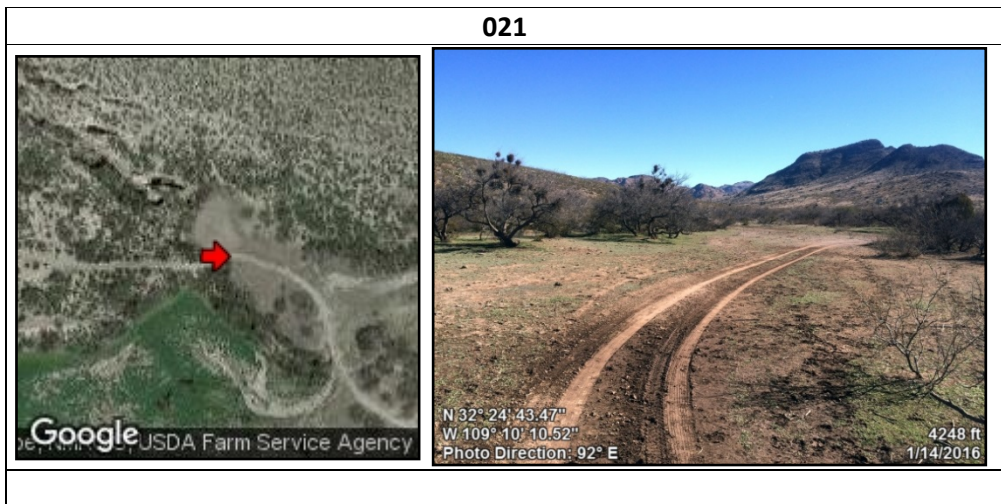 021
Google
USDA Farm Service Agency
N 32° 24' 43.47"
W 109° 10' 10.52"
Photo Direction: 92° E
4248 ft
1/14/2016